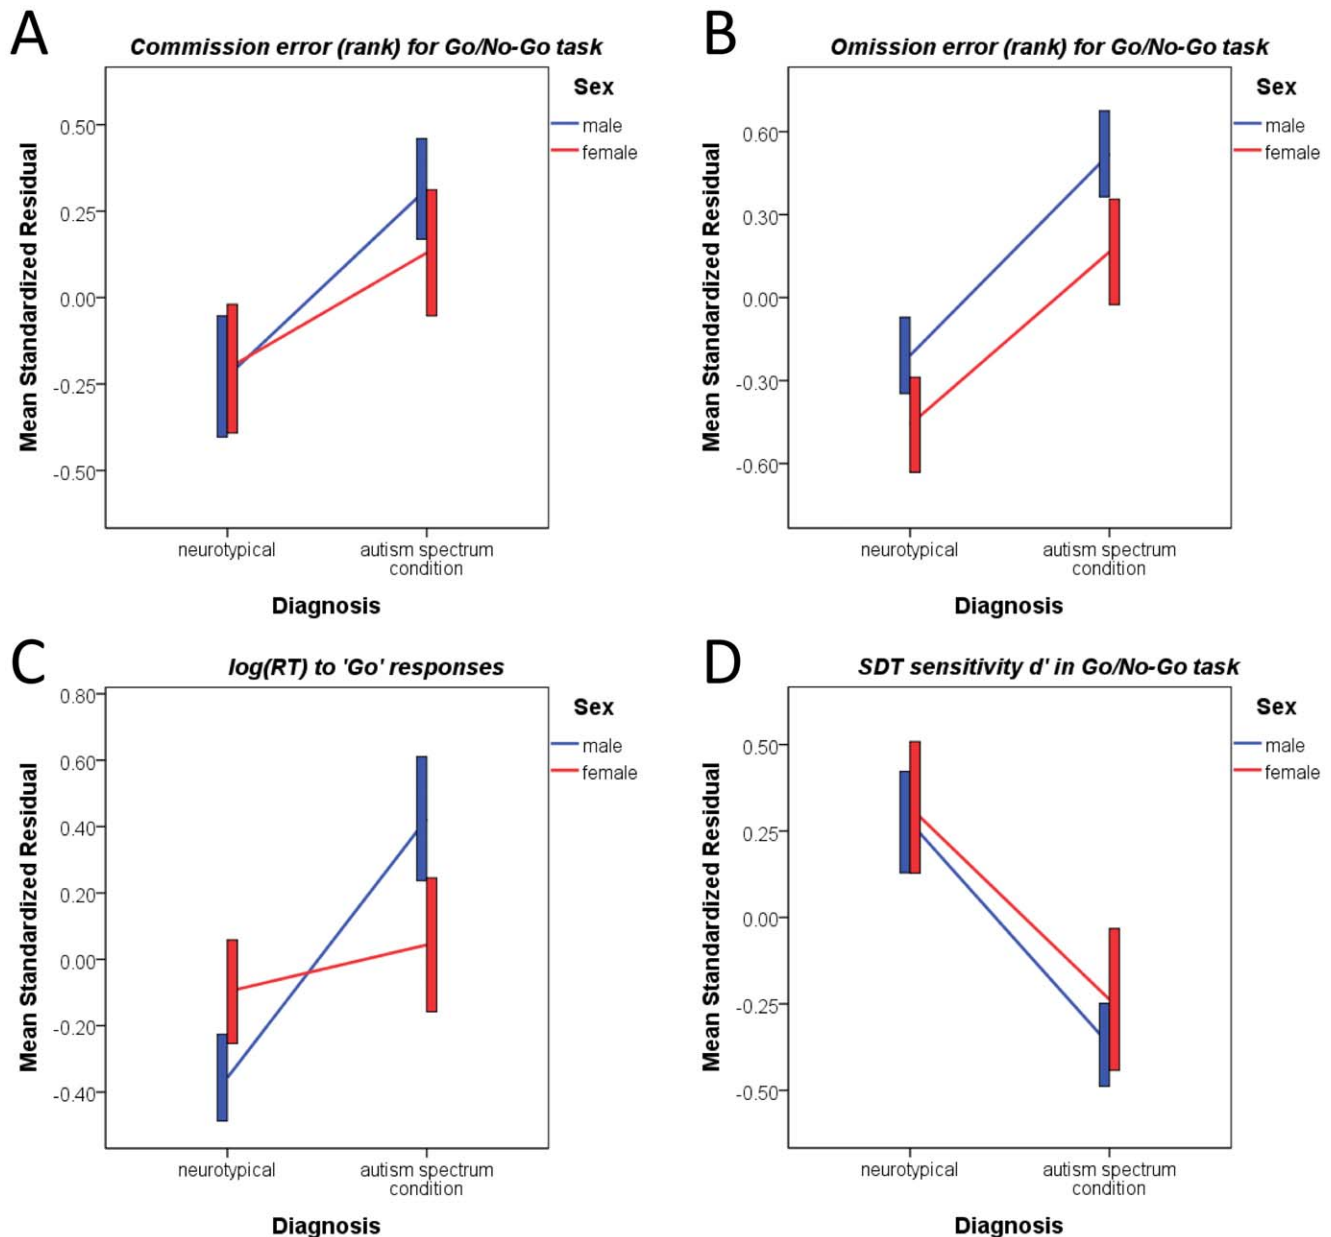 A
Commission error (rank) for Go/No-Go task
Mean Standardized Residual
0.50
0.25
0.00
-0.25
-0.50
neurotypical
autism spectrum
condition
Diagnosis
Sex
male
female
B
Omission error (rank) for Go/No-Go task
Mean Standardized Residual
0.60
0.30
0.00
-0.30
-0.60
neurotypical
autism spectrum
condition
Diagnosis
Sex
male
female
C
log(RT) to 'Go' responses
Mean Standardized Residual
0.80
0.60
0.40
0.20
0.00
-0.20
-0.40
neurotypical
autism spectrum
condition
Diagnosis
Sex
male
female
D
SDT sensitivity d' in Go/No-Go task
Mean Standardized Residual
0.50
0.25
0.00
-0.25
-0.50
neurotypical
autism spectrum
condition
Diagnosis
Sex
male
female